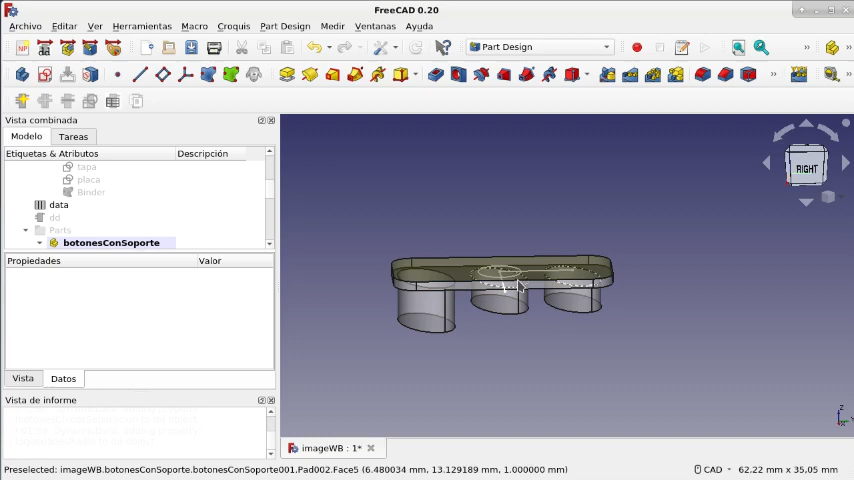 FreeCAD 0.20
Archivo Editar Ver Herramientas Macro Croquis Part Design Medir Ventanas Ayuda
NP Part Design
Vista combinada
Modelo Tareas
Etiquetas & Atributos Descripción
tapa
placa
Binder
data
dd
Parts
botonesConSoporte
Propiedades Valor
Vista Datos
Vista de informe
RIGHT
Z
imageWB : 1*
Preselected: imageWB.botonesConSoporte.botonesConSoporte001.Pad002.Face5 (6.480034 mm, 13.129189 mm, 1.000000 mm)
CAD 62.22 mm x 35,05 mm